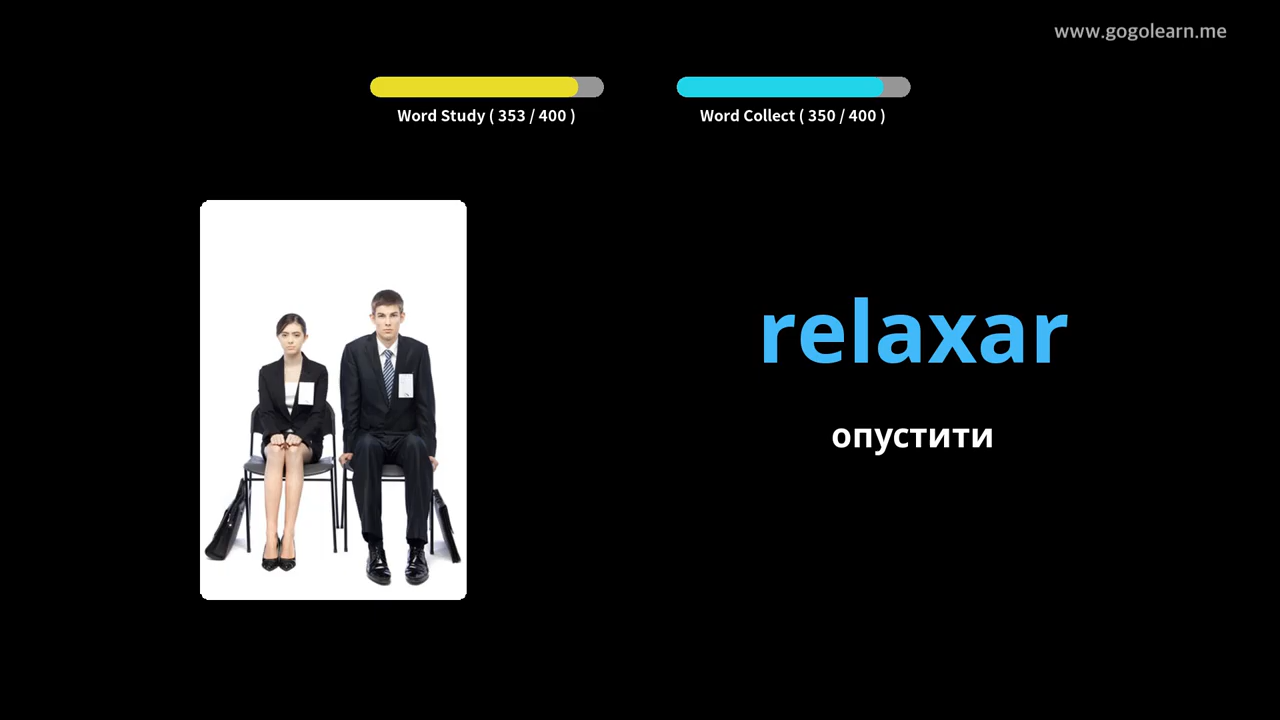 www.gogolearn.me
Word Study ( 353 / 400 )
Word Collect ( 350 / 400 )
relaxar
опустити